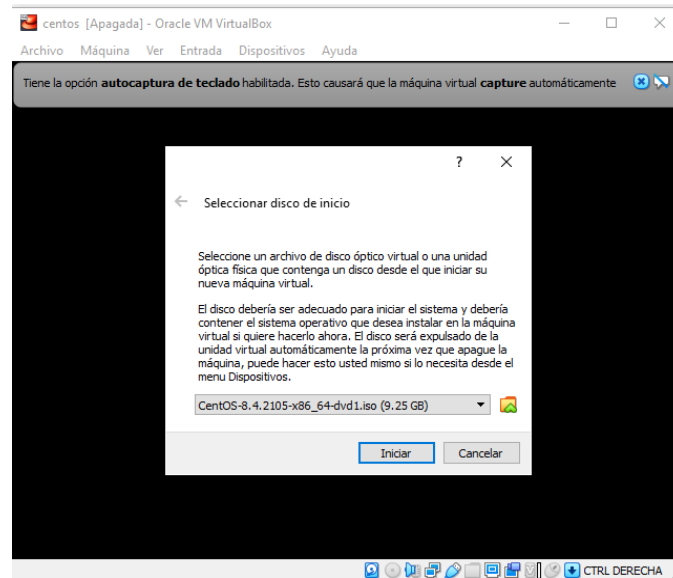 centos [Apagada] - Oracle VM VirtualBox
Archivo Máquina Ver Entrada Dispositivos Ayuda
Tiene la opción autocaptura de teclado habilitada. Esto causará que la máquina virtual capture automáticamente
?
Seleccionar disco de inicio
Seleccione un archivo de disco óptico virtual o una unidad
óptica física que contenga un disco desde el que iniciar su
nueva máquina virtual.
El disco debería ser adecuado para iniciar el sistema y debería
contener el sistema operativo que desea instalar en la máquina
virtual si quiere hacerlo ahora. El disco será expulsado de la
unidad virtual automáticamente la próxima vez que apague la
máquina, puede hacer esto usted mismo si lo necesita desde el
menu Dispositivos.
CentOS-8.4.2105-x86_64-dvd1.iso (9.25 GB)
Iniciar Cancelar
CTRL DERECHA